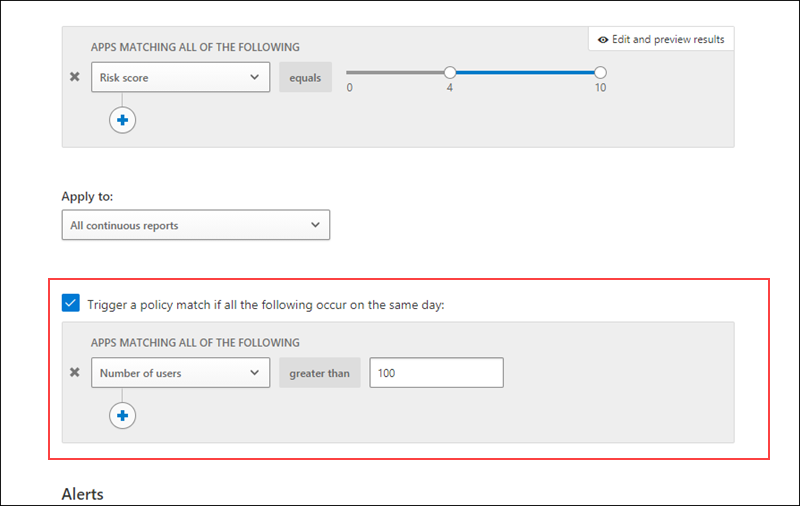 APPS MATCHING ALL OF THE FOLLOWING
Edit and preview results
Risk score
equals
0
4
10
Apply to:
All continuous reports
Trigger a policy match if all the following occur on the same day:
APPS MATCHING ALL OF THE FOLLOWING
Number of users
greater than
100
Alerts